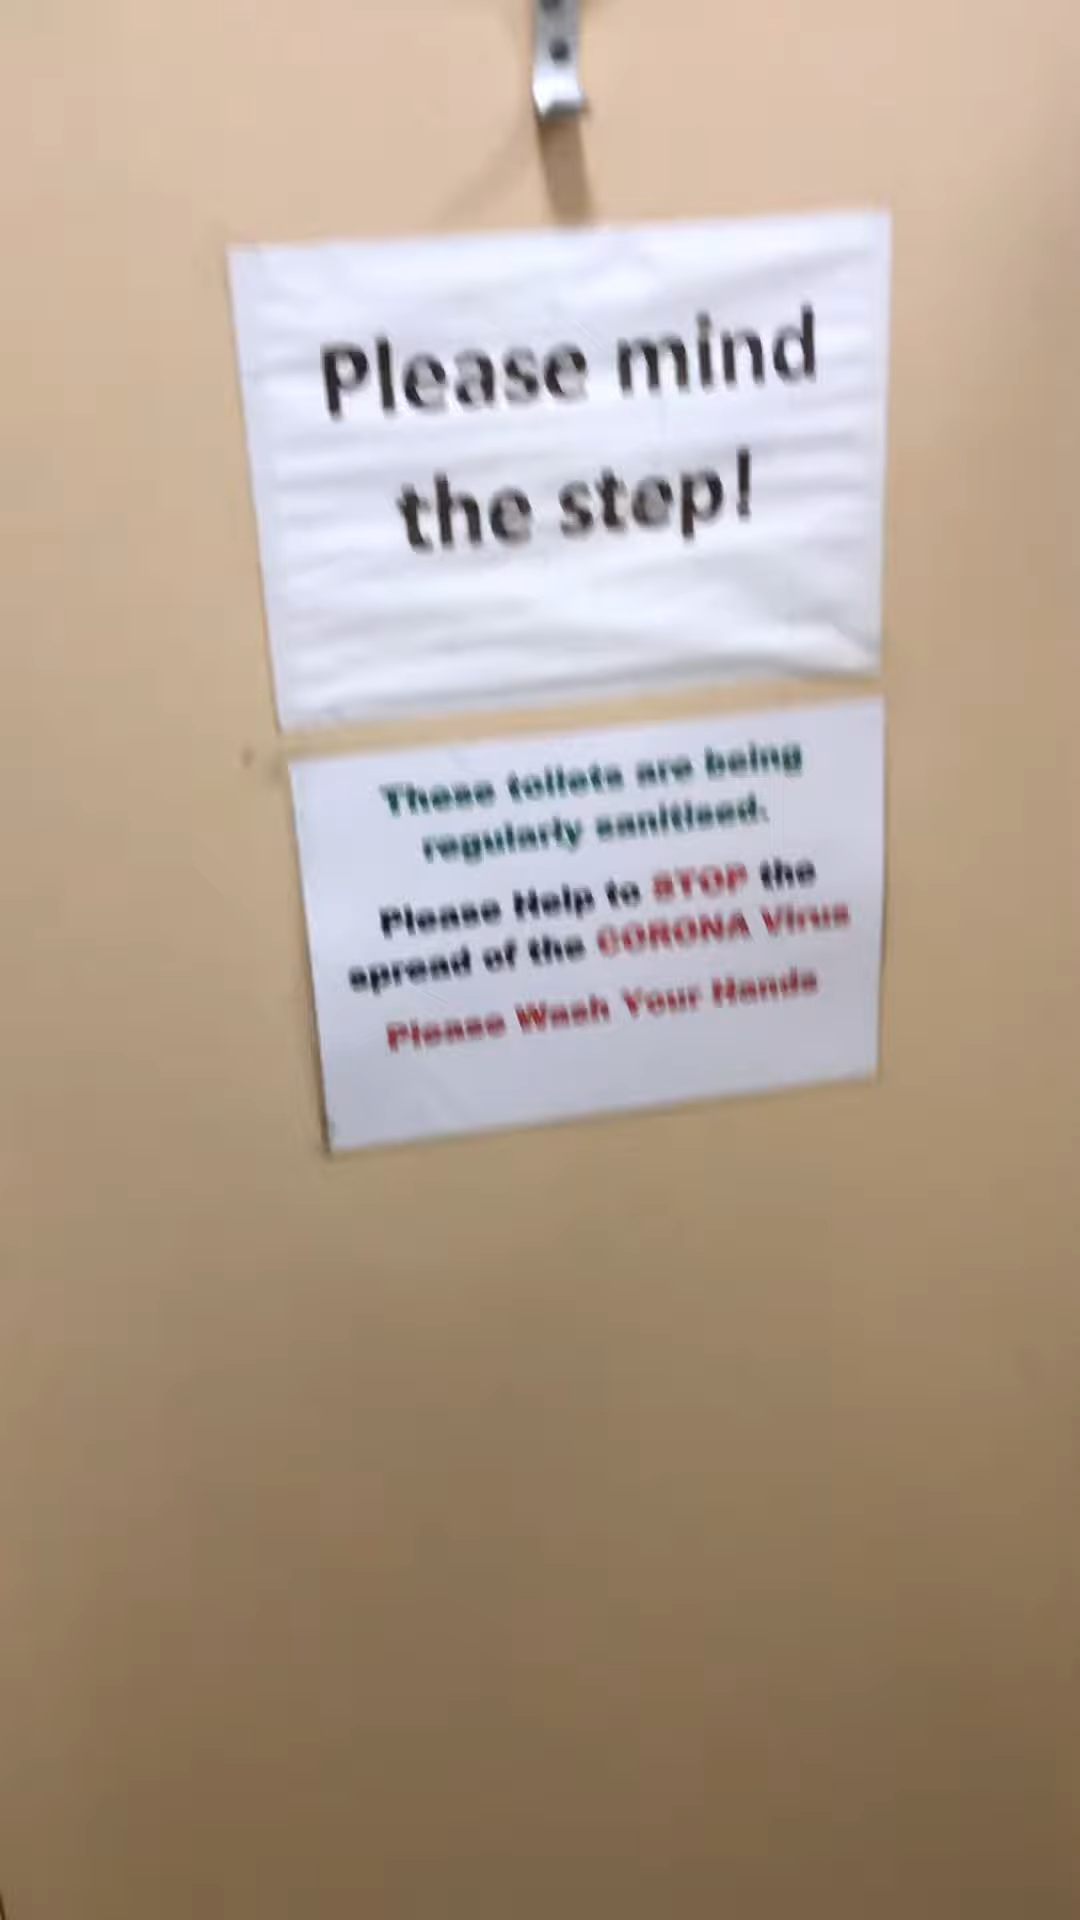 Please mind
the step!
These toilets are being
regularly sanitised.
Please Help to STOP the
spread of the CORONA Virus
Please Wash Your Hands